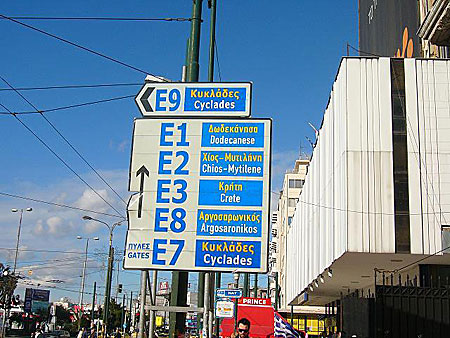 E9 Κυκλάδες
Cyclades
E1 Δωδεκάνησα
Dodecanese
E2 Χίος-Μυτιλήνη
Chios-Mytilene
E3 Κρήτη
Crete
E8 Αργοσαρωνικός
Argosaronikos
ΠΥΛΕΣ
GATES
E7 Κυκλάδες
Cyclades
PRINCE